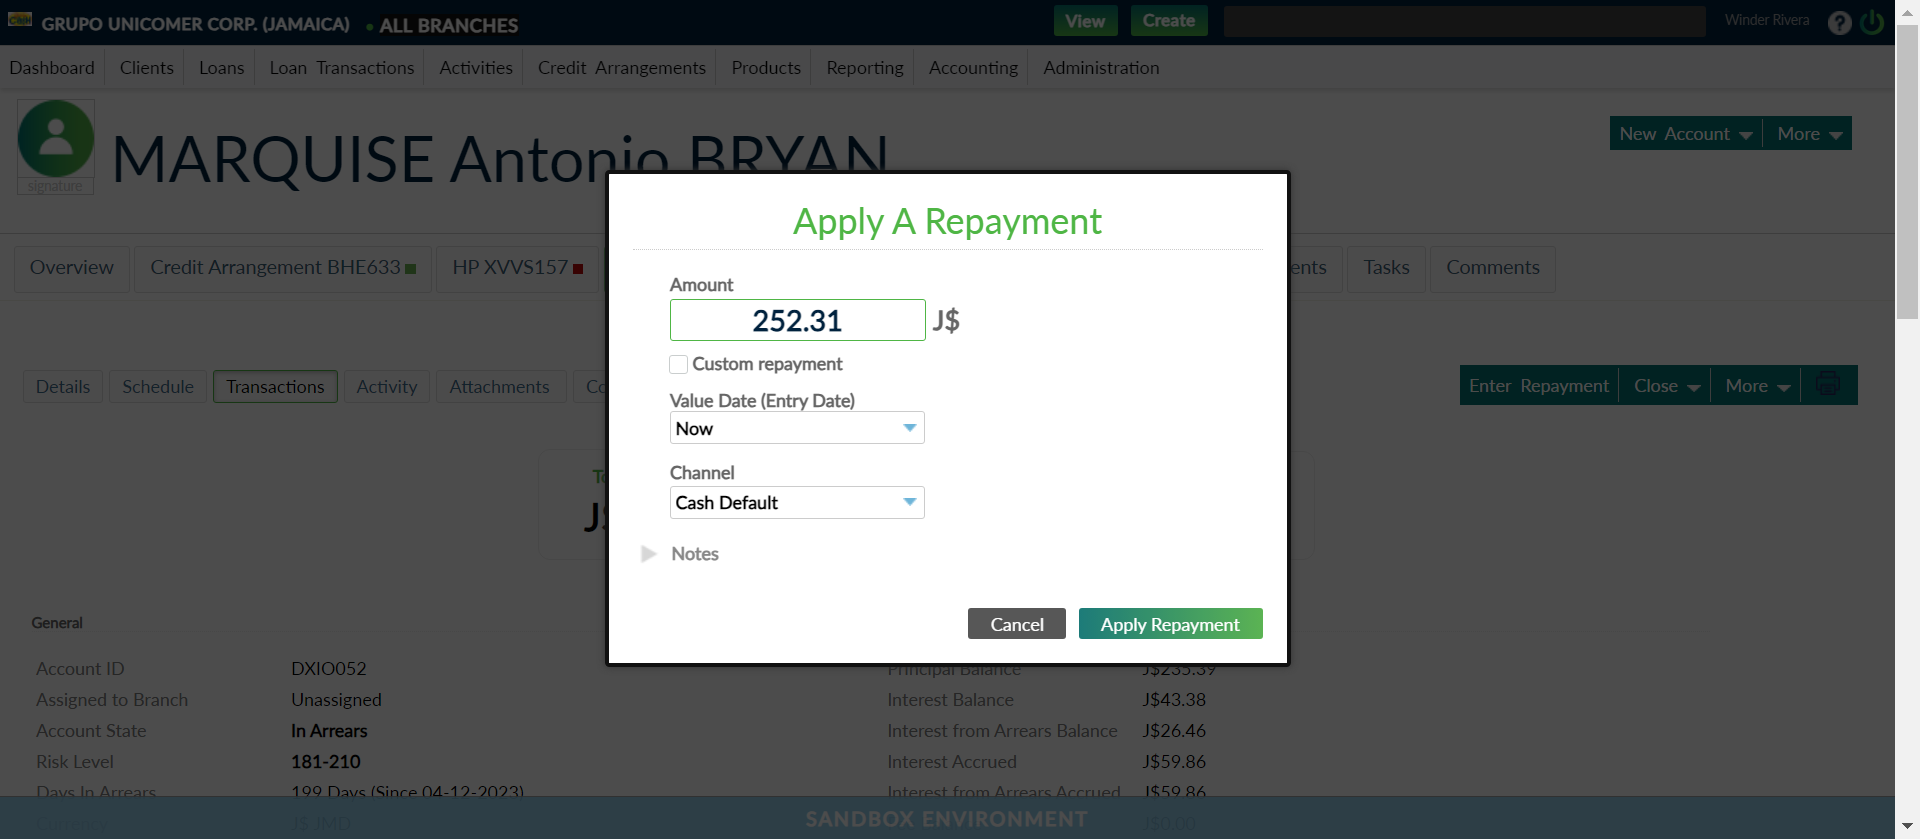 GRUPO UNICOMER CORP. (JAMAICA) • ALL BRANCHES View Create Winder Rivera ?
Dashboard Clients Loans Loan Transactions Activities Credit Arrangements Products Reporting Accounting Administration
MARQUISE Antonio BRYAN
signature
New Account More
Overview Credit Arrangement BHE633 HP XVVS157 ents Tasks Comments
Apply A Repayment
Amount
252.31 J$
Custom repayment
Value Date (Entry Date)
Now
Channel
Cash Default
Notes
Cancel Apply Repayment
Details Schedule Transactions Activity Attachments Co
Enter Repayment Close More
To
J$
General
Account ID DXIO052
Assigned to Branch Unassigned
Account State In Arrears
Risk Level 181-210
Days In Arrears 199 Days (Since 04-12-2023)
Currency J$ JMD
Principal Balance J$235.39
Interest Balance J$43.38
Interest from Arrears Balance J$26.46
Interest Accrued J$59.86
Interest from Arrears Accrued J$59.86
J$0.00
SANDBOX ENVIRONMENT